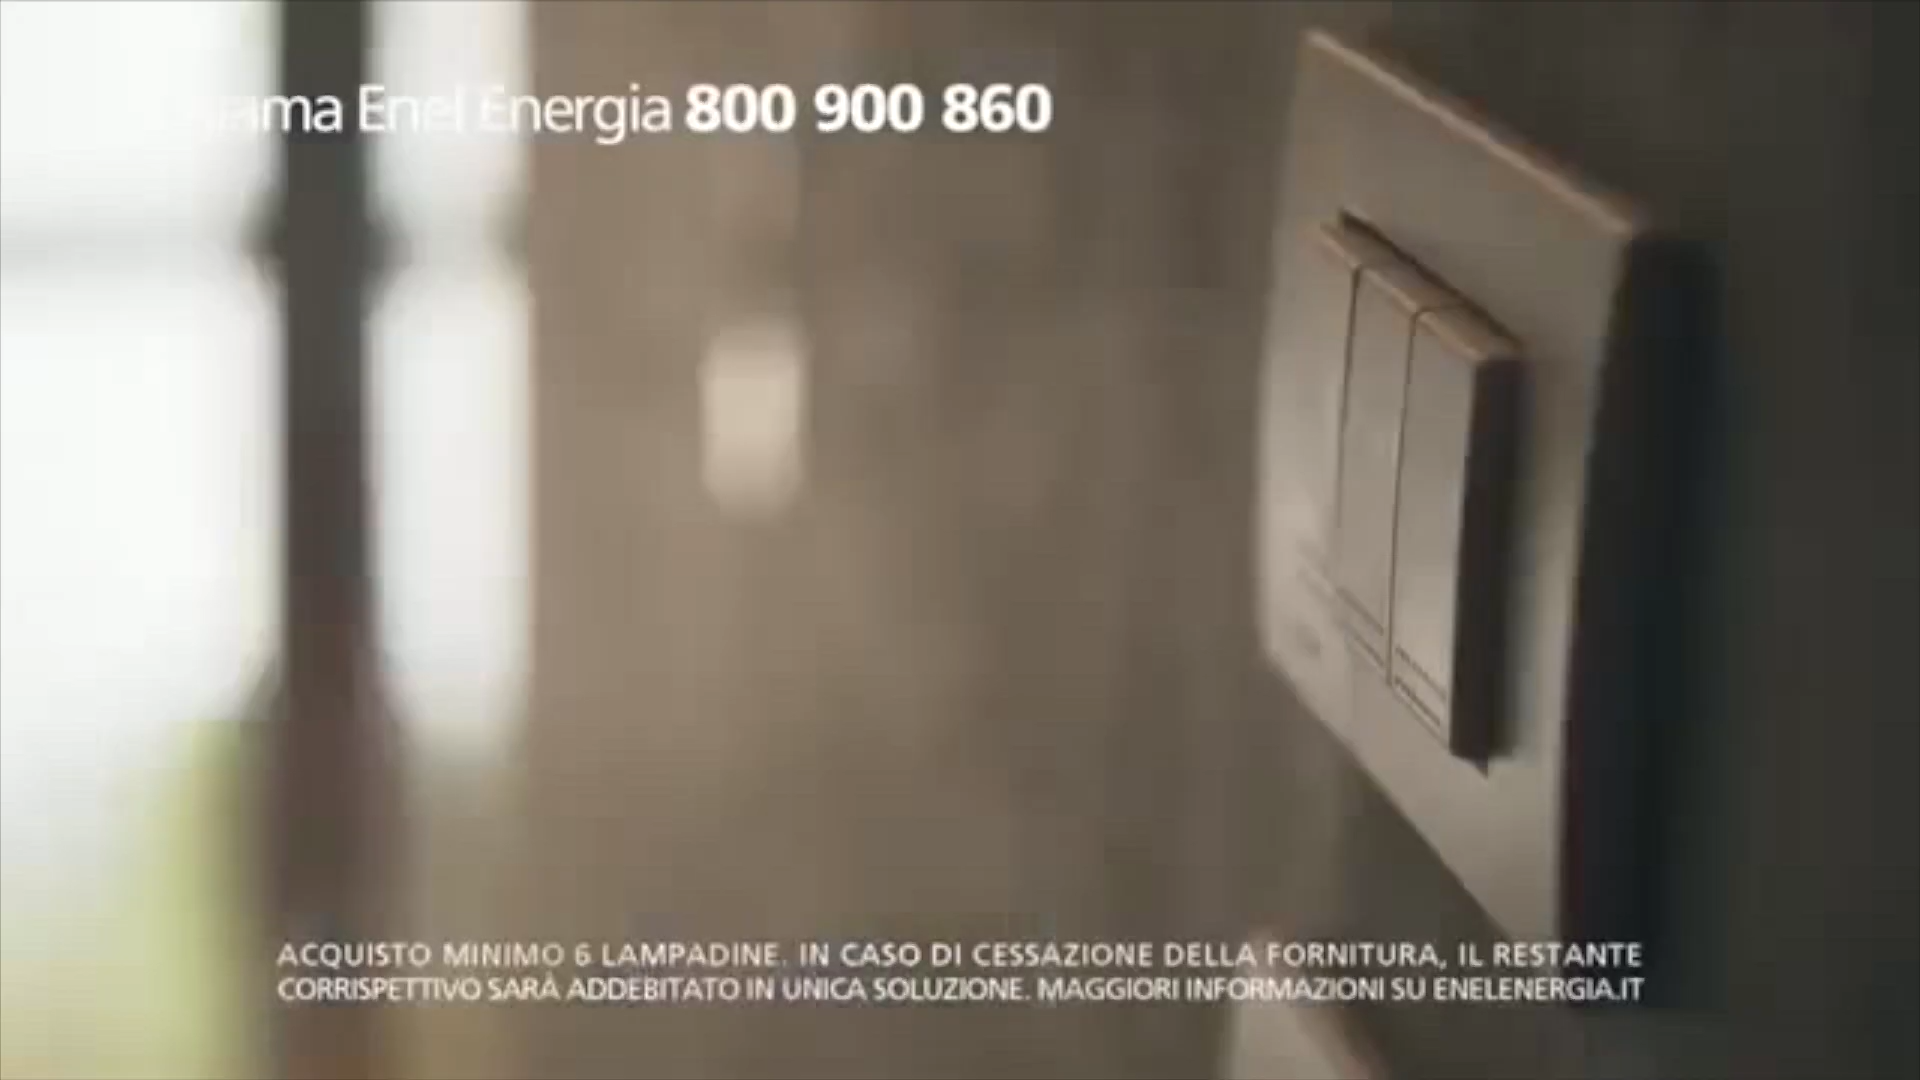 Chiama Enel Energia 800 900 860
ACQUISTO MINIMO 6 LAMPADINE. IN CASO DI CESSAZIONE DELLA FORNITURA, IL RESTANTE
CORRISPETTIVO SARÀ ADDEBITATO IN UNICA SOLUZIONE. MAGGIORI INFORMAZIONI SU ENELENERGIA.IT